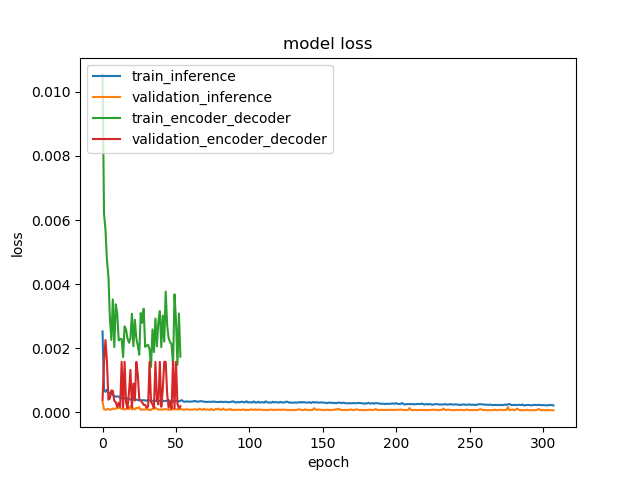 model loss
train_inference
validation_inference
train_encoder_decoder
validation_encoder_decoder
loss
0.010
0.008
0.006
0.004
0.002
0.000
0 50 100 150 200 250 300
epoch